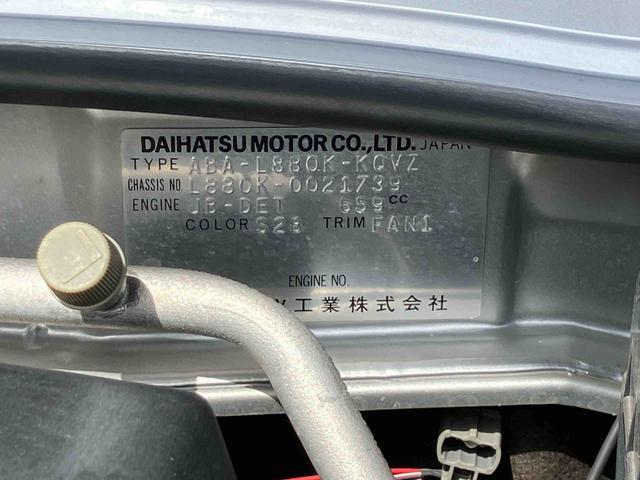 DAIHATSU MOTOR CO.,LTD. JAPAN
TYPE ABA-L880K-KQVZ
CHASSIS NO. L880K-0021739
ENGINE JB-DET 659 CC
COLOR S28 TRIM FAN1
ENGINE NO.
工業株式会社